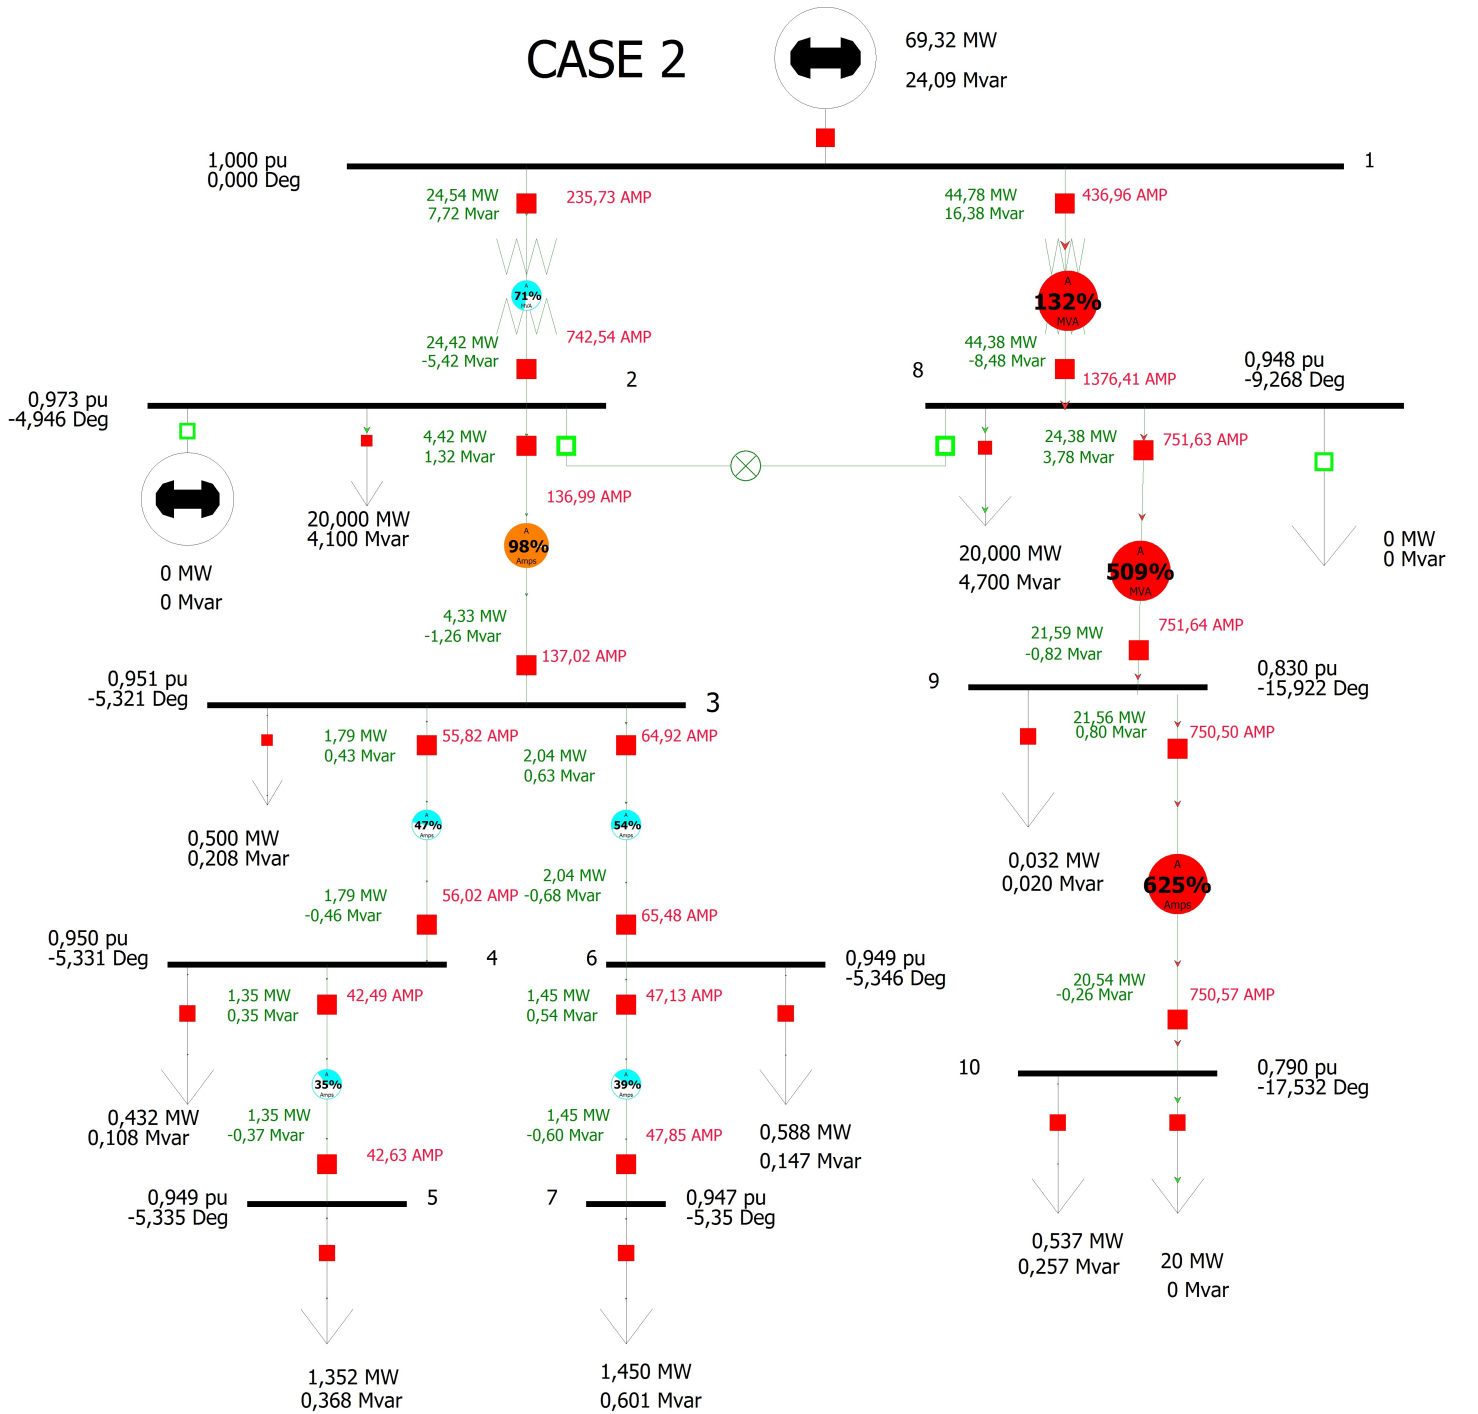 CASE 2
69,32 MW
24,09 Mvar
1,000 pu
0,000 Deg
1
24,54 MW
7,72 Mvar
235,73 AMP
44,78 MW
16,38 Mvar
436,96 AMP
A
71%
MVA
A
132%
MVA
24,42 MW
-5,42 Mvar
742,54 AMP
44,38 MW
-8,48 Mvar
1376,41 AMP
0,973 pu
-4,946 Deg
2
8
0,948 pu
-9,268 Deg
4,42 MW
1,32 Mvar
136,99 AMP
24,38 MW
3,78 Mvar
751,63 AMP
0 MW
0 Mvar
20,000 MW
4,100 Mvar
A
98%
Amps
20,000 MW
4,700 Mvar
A
509%
MVA
0 MW
0 Mvar
4,33 MW
-1,26 Mvar
137,02 AMP
21,59 MW
-0,82 Mvar
751,64 AMP
0,951 pu
-5,321 Deg
3
9
0,830 pu
-15,922 Deg
1,79 MW
0,43 Mvar
55,82 AMP
2,04 MW
0,63 Mvar
64,92 AMP
21,56 MW
0,80 Mvar
750,50 AMP
0,500 MW
0,208 Mvar
A
47%
Amps
A
54%
Amps
0,032 MW
0,020 Mvar
A
625%
Amps
1,79 MW
-0,46 Mvar
56,02 AMP
2,04 MW
-0,68 Mvar
65,48 AMP
0,950 pu
-5,331 Deg
4
6
0,949 pu
-5,346 Deg
20,54 MW
-0,26 Mvar
750,57 AMP
1,35 MW
0,35 Mvar
42,49 AMP
1,45 MW
0,54 Mvar
47,13 AMP
10
0,790 pu
-17,532 Deg
0,432 MW
0,108 Mvar
A
35%
Amps
A
39%
Amps
0,588 MW
0,147 Mvar
1,35 MW
-0,37 Mvar
42,63 AMP
1,45 MW
-0,60 Mvar
47,85 AMP
0,949 pu
-5,335 Deg
5
7
0,947 pu
-5,35 Deg
0,537 MW
0,257 Mvar
20 MW
0 Mvar
1,352 MW
0,368 Mvar
1,450 MW
0,601 Mvar